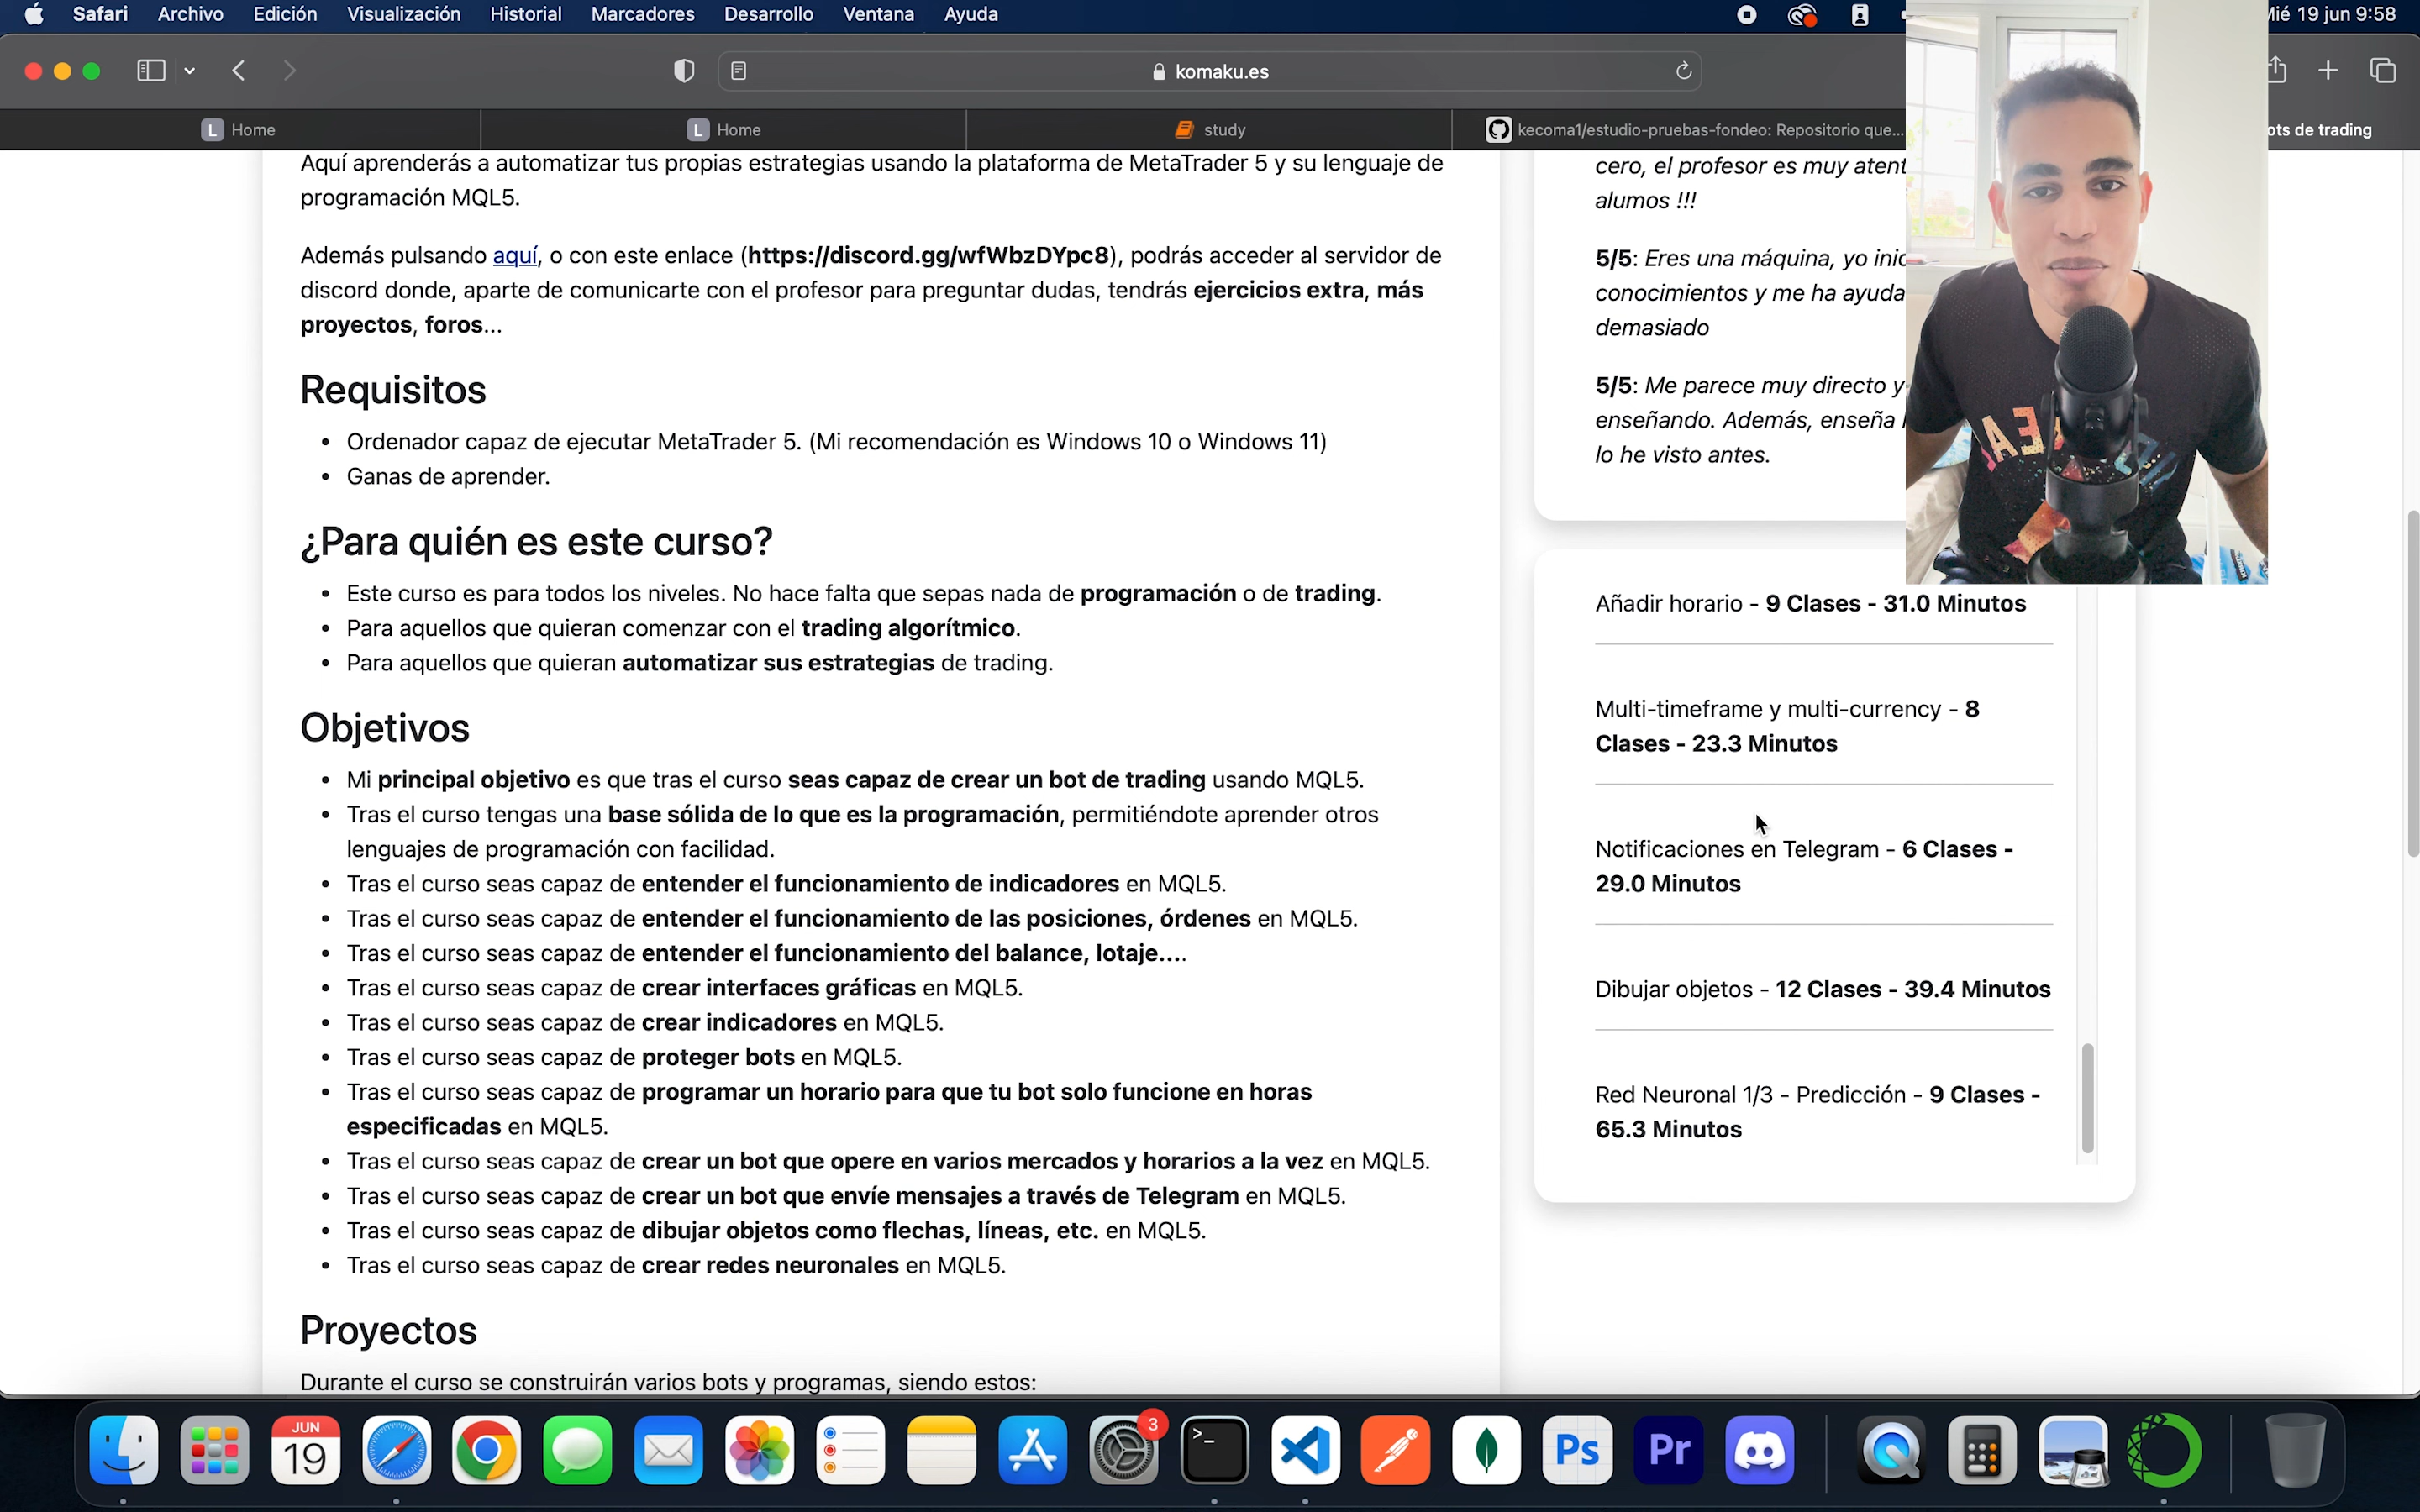 Safari Archivo Edición Visualización Historial Marcadores Desarrollo Ventana Ayuda
Mié 19 jun 9:58
komaku.es
L Home
L Home
study
kecoma1/estudio-pruebas-fondeo: Repositorio que...
ots de trading
Aquí aprenderás a automatizar tus propias estrategias usando la plataforma de MetaTrader 5 y su lenguaje de
programación MQL5.
Además pulsando aquí, o con este enlace (https://discord.gg/wfWbzDYpc8), podrás acceder al servidor de
discord donde, aparte de comunicarte con el profesor para preguntar dudas, tendrás ejercicios extra, más
proyectos, foros...
Requisitos
• Ordenador capaz de ejecutar MetaTrader 5. (Mi recomendación es Windows 10 o Windows 11)
• Ganas de aprender.
¿Para quién es este curso?
• Este curso es para todos los niveles. No hace falta que sepas nada de programación o de trading.
• Para aquellos que quieran comenzar con el trading algorítmico.
• Para aquellos que quieran automatizar sus estrategias de trading.
Objetivos
• Mi principal objetivo es que tras el curso seas capaz de crear un bot de trading usando MQL5.
• Tras el curso tengas una base sólida de lo que es la programación, permitiéndote aprender otros
lenguajes de programación con facilidad.
• Tras el curso seas capaz de entender el funcionamiento de indicadores en MQL5.
• Tras el curso seas capaz de entender el funcionamiento de las posiciones, órdenes en MQL5.
• Tras el curso seas capaz de entender el funcionamiento del balance, lotaje....
• Tras el curso seas capaz de crear interfaces gráficas en MQL5.
• Tras el curso seas capaz de crear indicadores en MQL5.
• Tras el curso seas capaz de proteger bots en MQL5.
• Tras el curso seas capaz de programar un horario para que tu bot solo funcione en horas
especificadas en MQL5.
• Tras el curso seas capaz de crear un bot que opere en varios mercados y horarios a la vez en MQL5.
• Tras el curso seas capaz de crear un bot que envíe mensajes a través de Telegram en MQL5.
• Tras el curso seas capaz de dibujar objetos como flechas, líneas, etc. en MQL5.
• Tras el curso seas capaz de crear redes neuronales en MQL5.
Proyectos
Durante el curso se construirán varios bots y programas, siendo estos:
cero, el profesor es muy atent
alumos !!!
5/5: Eres una máquina, yo inic
conocimientos y me ha ayuda
demasiado
5/5: Me parece muy directo y
enseñando. Además, enseña
lo he visto antes.
Añadir horario - 9 Clases - 31.0 Minutos
Multi-timeframe y multi-currency - 8
Clases - 23.3 Minutos
Notificaciones en Telegram - 6 Clases -
29.0 Minutos
Dibujar objetos - 12 Clases - 39.4 Minutos
Red Neuronal 1/3 - Predicción - 9 Clases -
65.3 Minutos
JUN
19
3
>_
Ps
Pr